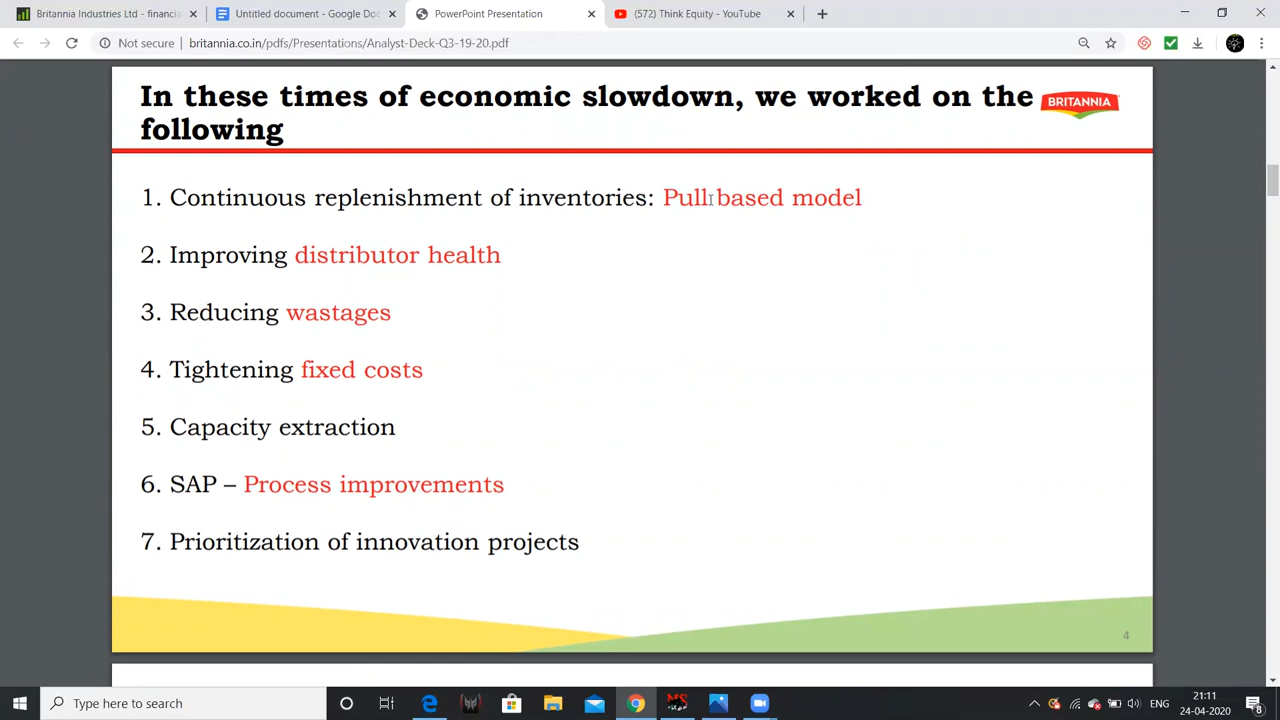 Britannia Industries Ltd - financia
Untitled document - Google Doc
PowerPoint Presentation
(572) Think Equity - YouTube
Not secure | britannia.co.in/pdfs/Presentations/Analyst-Deck-Q3-19-20.pdf
In these times of economic slowdown, we worked on the
following
BRITANNIA
1. Continuous replenishment of inventories: Pull based model
2. Improving distributor health
3. Reducing wastages
4. Tightening fixed costs
5. Capacity extraction
6. SAP – Process improvements
7. Prioritization of innovation projects
4
Type here to search
MS
ENG
21:11
24-04-2020
8